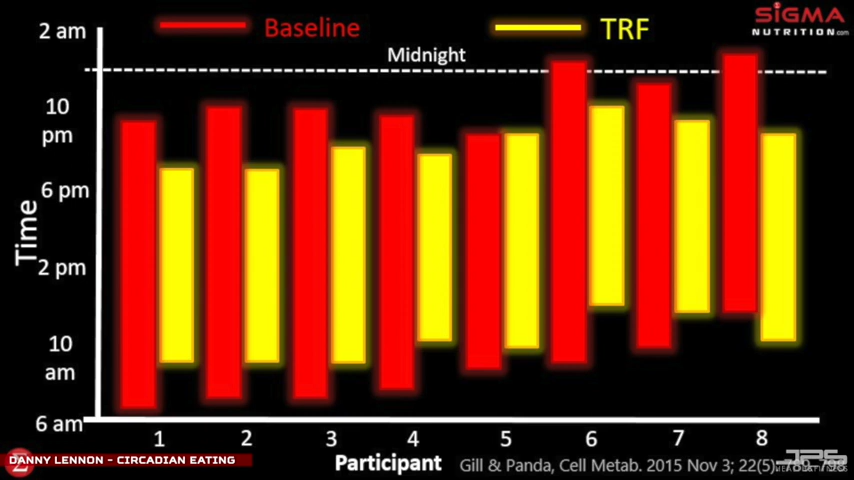 SiGMA
NUTRITION.com
Baseline
TRF
2 am
Midnight
10
pm
6 pm
Time
2 pm
10
am
6 am
1 2 3 4 5 6 7 8
Participant
DANNY LENNON - CIRCADIAN EATING
Gill & Panda, Cell Metab. 2015 Nov 3; 22(5):
JPS